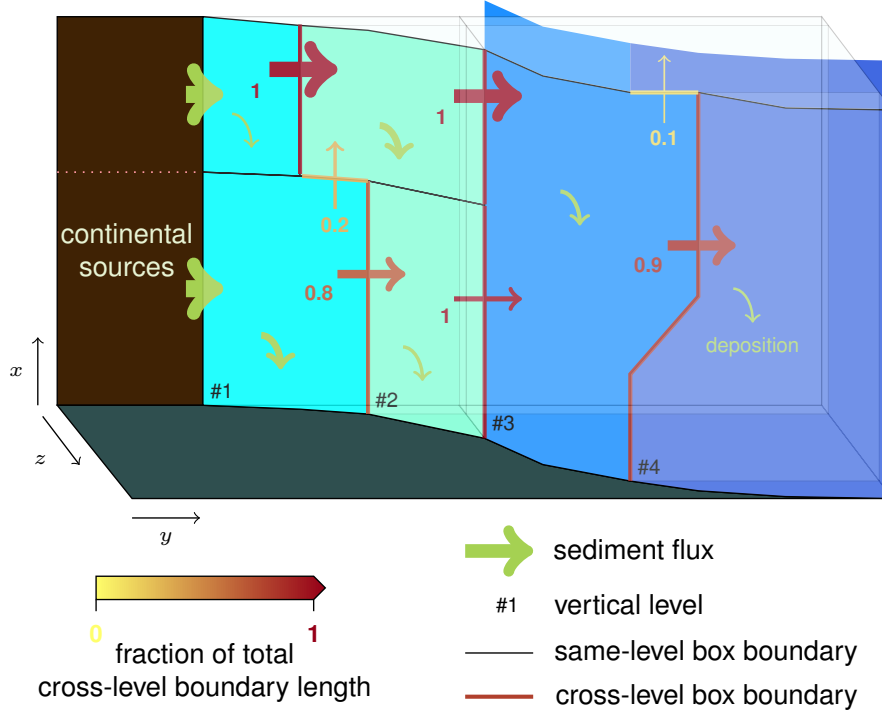 1
1
0.1
0.2
continental
sources
0.8
1
0.9
deposition
#1
#2
#3
#4
x
z
y
sediment flux
#1
vertical level
0
1
fraction of total
cross-level boundary length
same-level box boundary
cross-level box boundary